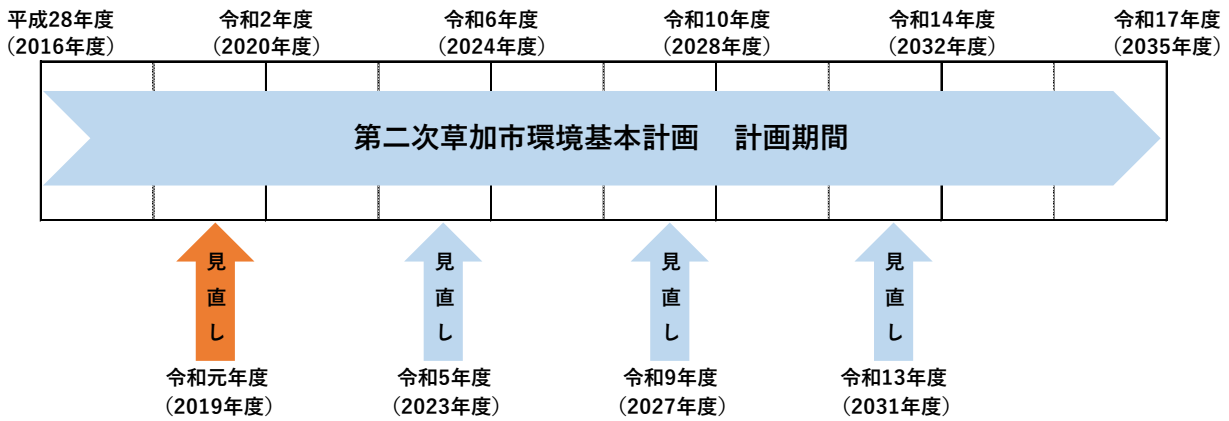 平成28年度
（2016年度）
令和2年度
（2020年度）
令和6年度
（2024年度）
令和10年度
（2028年度）
令和14年度
（2032年度）
令和17年度
（2035年度）
第二次草加市環境基本計画　計画期間
見直し
見直し
見直し
見直し
令和元年度
（2019年度）
令和5年度
（2023年度）
令和9年度
（2027年度）
令和13年度
（2031年度）